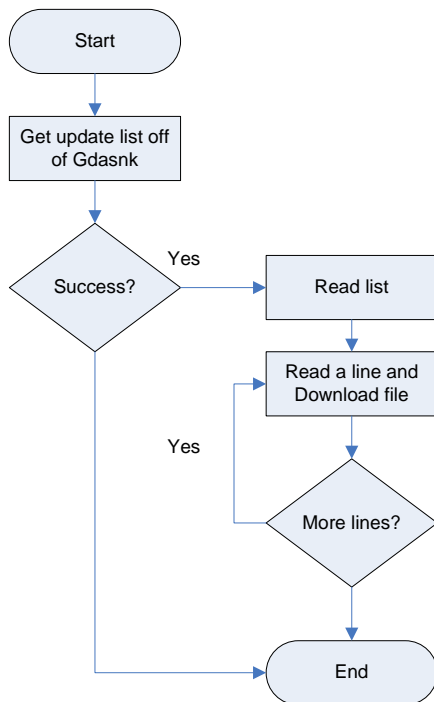 Start
Get update list off
of Gdasnk
Success?
Yes
Read list
Read a line and
Download file
Yes
More lines?
End